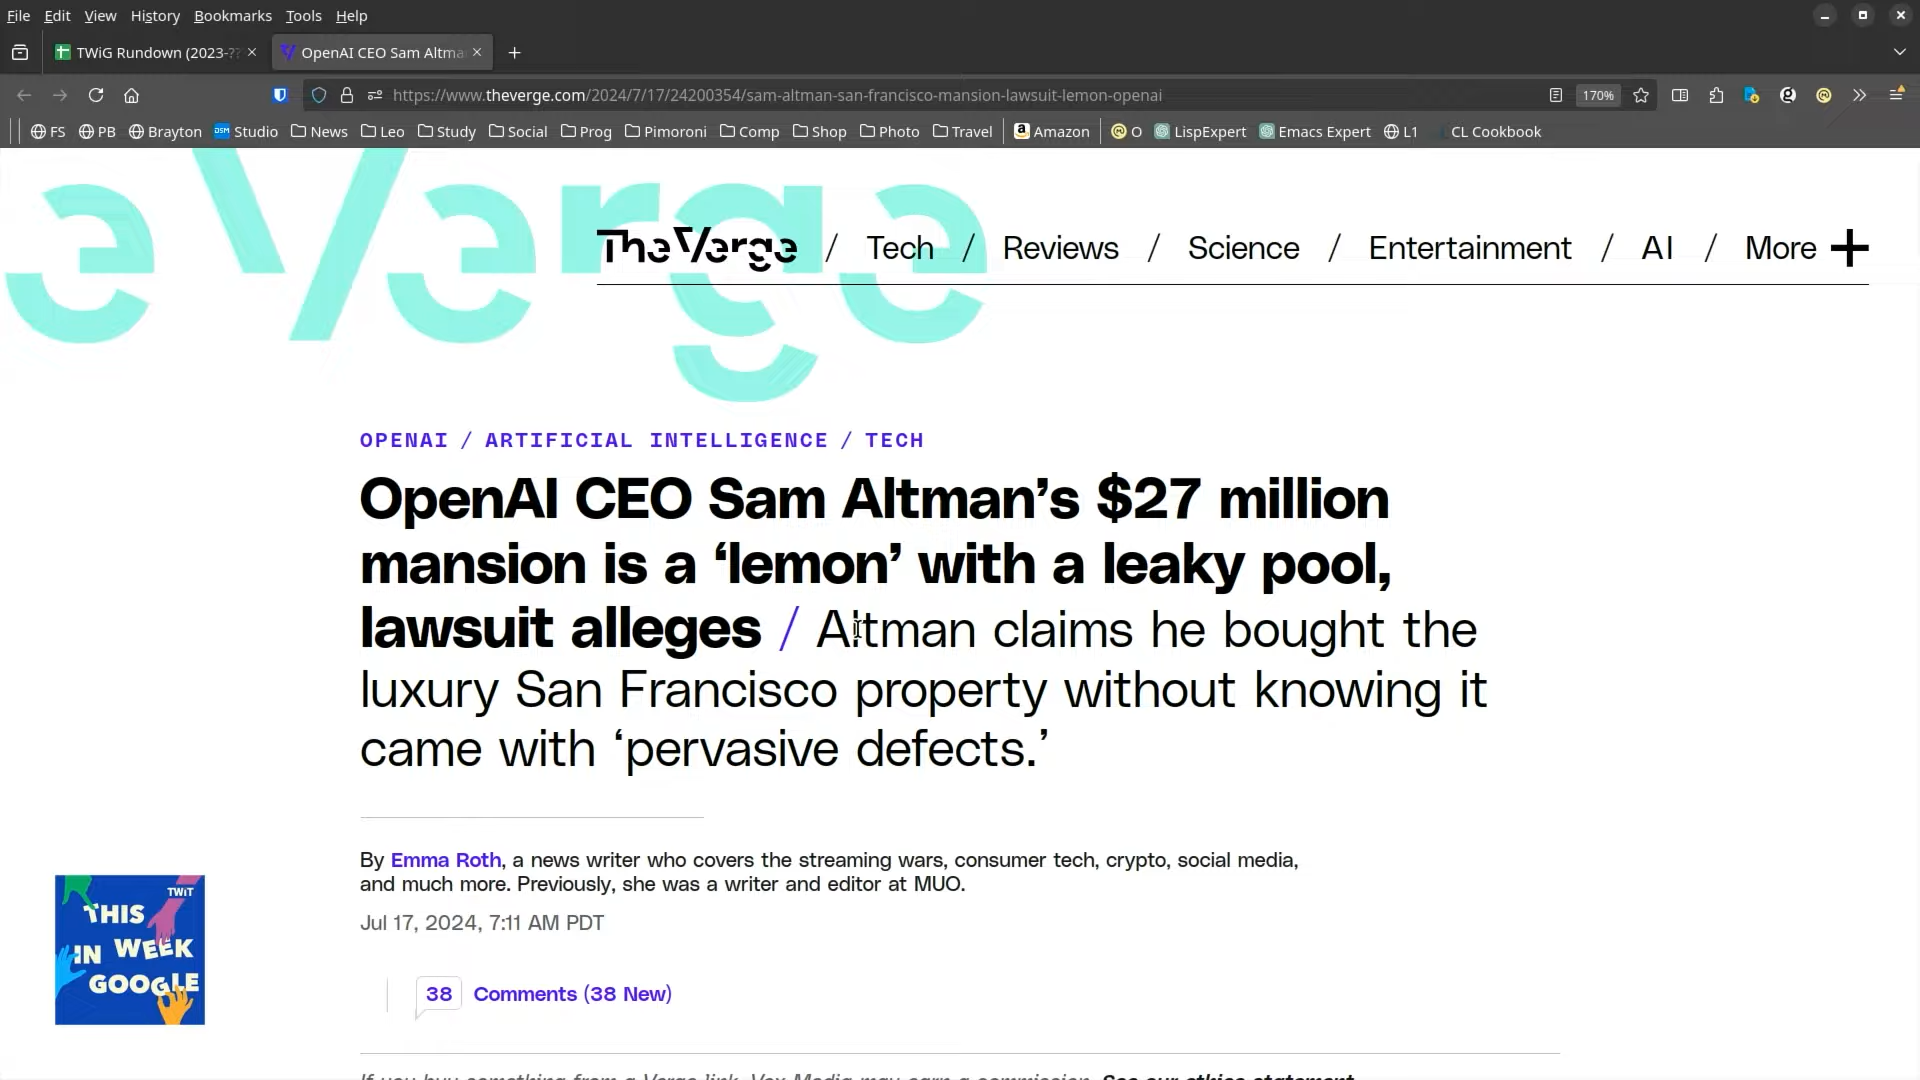 File Edit View History Bookmarks Tools Help
TWiG Rundown (2023-?? OpenAI CEO Sam Altma
https://www.theverge.com/2024/7/17/24200354/sam-altman-san-francisco-mansion-lawsuit-lemon-openai 170%
FS PB Brayton DSM Studio News Leo Study Social Prog Pimoroni Comp Shop Photo Travel Amazon O LispExpert Emacs Expert L1 CL Cookbook
e Verge
The Verge / Tech / Reviews / Science / Entertainment / AI / More +
OPENAI / ARTIFICIAL INTELLIGENCE / TECH
OpenAI CEO Sam Altman’s $27 million
mansion is a ‘lemon’ with a leaky pool,
lawsuit alleges / Altman claims he bought the
luxury San Francisco property without knowing it
came with ‘pervasive defects.’
By Emma Roth, a news writer who covers the streaming wars, consumer tech, crypto, social media,
and much more. Previously, she was a writer and editor at MUO.
Jul 17, 2024, 7:11 AM PDT
38 Comments (38 New)
TWiT
THIS
IN WEEK
GOOGLE
If you buy something from a Verge link, Vox Media may earn a commission. See our ethics statement.